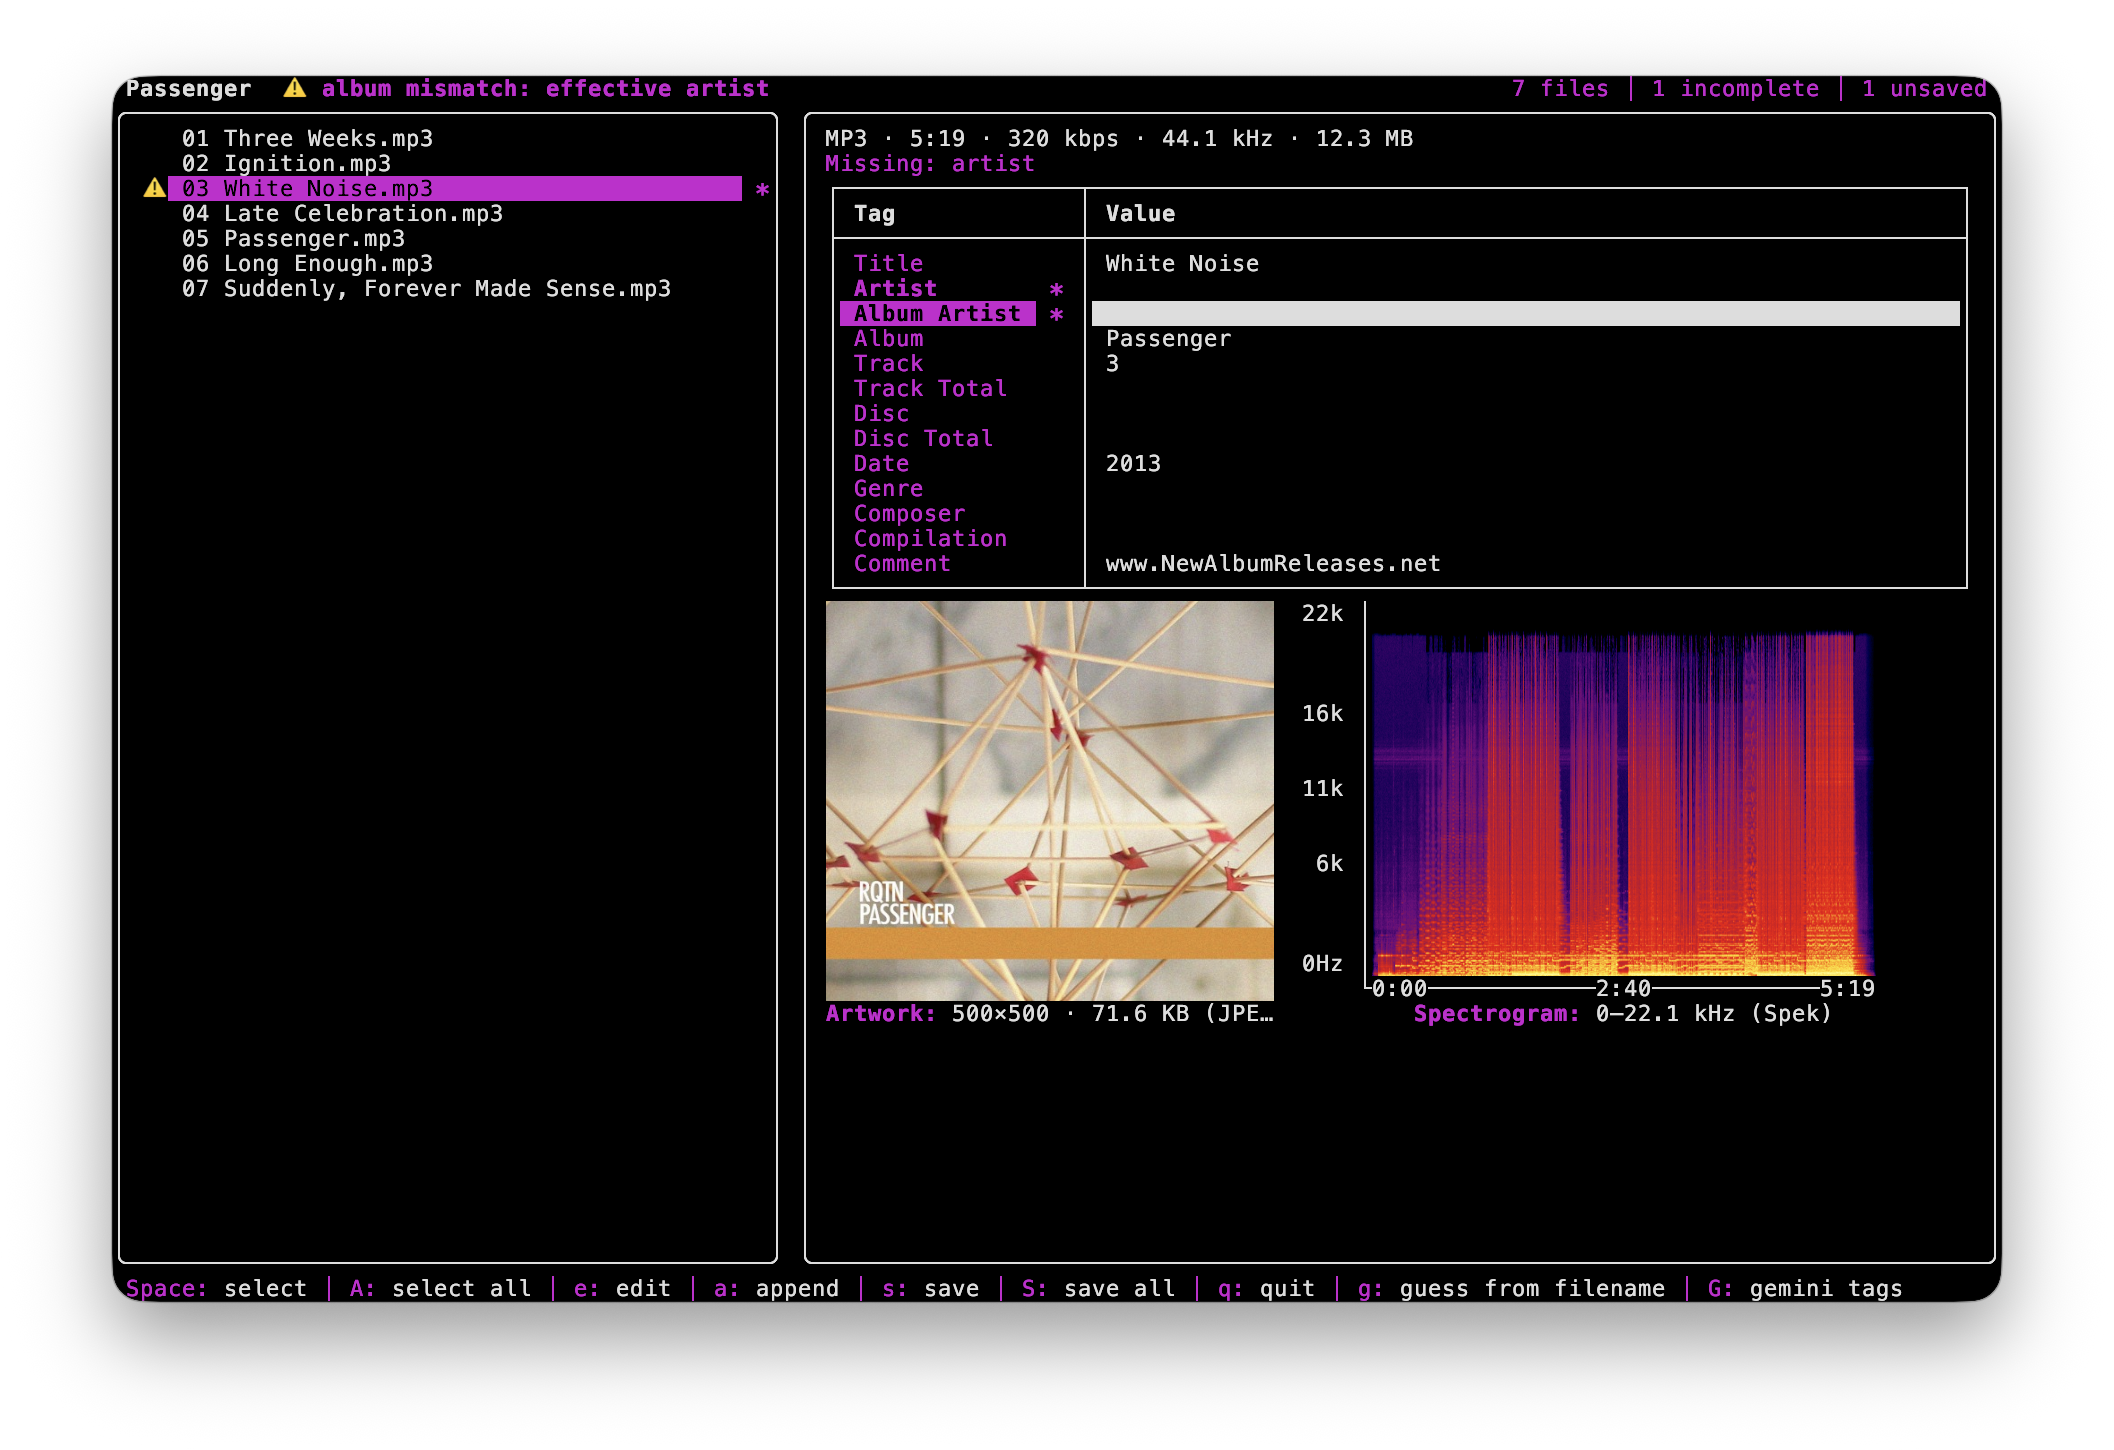 Passenger ⚠️ album mismatch: effective artist 7 files │ 1 incomplete │ 1 unsaved
01 Three Weeks.mp3
02 Ignition.mp3
⚠️ 03 White Noise.mp3 *
04 Late Celebration.mp3
05 Passenger.mp3
06 Long Enough.mp3
07 Suddenly, Forever Made Sense.mp3
MP3 · 5:19 · 320 kbps · 44.1 kHz · 12.3 MB
Missing: artist
Tag Value
Title White Noise
Artist *
Album Artist *
Album Passenger
Track 3
Track Total
Disc
Disc Total
Date 2013
Genre
Composer
Compilation
Comment www.NewAlbumReleases.net
RQTN
PASSENGER
Artwork: 500×500 · 71.6 KB (JPE…
22k
16k
11k
6k
0Hz
0:00 2:40 5:19
Spectrogram: 0–22.1 kHz (Spek)
Space: select │ A: select all │ e: edit │ a: append │ s: save │ S: save all │ q: quit │ g: guess from filename │ G: gemini tags